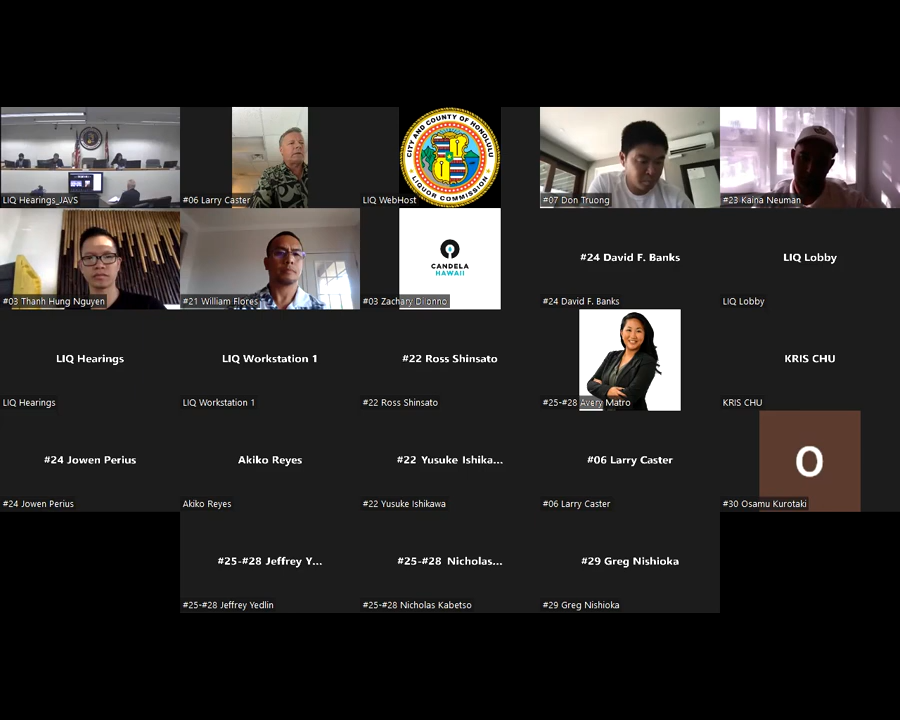 LIQ Hearings_JAVS
#06 Larry Caster
CITY AND COUNTY OF HONOLULU
LIQUOR COMMISSION
LIQ WebHost
#07 Don Truong
#23 Kaina Neuman
#03 Thanh Hung Nguyen
#21 William Flores
CANDELA
HAWAII
#03 Zachary DiIonno
#24 David F. Banks
#24 David F. Banks
LIQ Lobby
LIQ Lobby
LIQ Hearings
LIQ Hearings
LIQ Workstation 1
LIQ Workstation 1
#22 Ross Shinsato
#22 Ross Shinsato
#25-#28 Avery Matro
KRIS CHU
KRIS CHU
#24 Jowen Perius
#24 Jowen Perius
Akiko Reyes
Akiko Reyes
#22 Yusuke Ishika...
#22 Yusuke Ishikawa
#06 Larry Caster
#06 Larry Caster
O
#30 Osamu Kurotaki
#25-#28 Jeffrey Y...
#25-#28 Jeffrey Yedlin
#25-#28 Nicholas...
#25-#28 Nicholas Kabetso
#29 Greg Nishioka
#29 Greg Nishioka